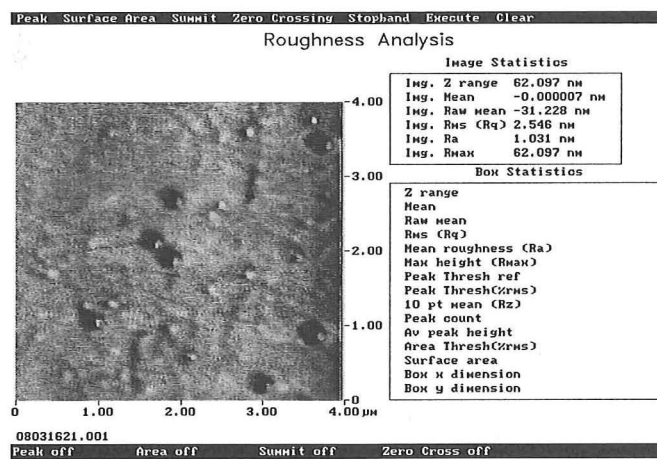 Peak Surface Area Summit Zero Crossing Stopband Execute Clear
Roughness Analysis
Image Statistics
Img. Z range 62.097 nm
Img. Mean -0.000007 nm
Img. Raw mean -31.228 nm
Img. Rms (Rq) 2.546 nm
Img. Ra 1.031 nm
Img. Rmax 62.097 nm
Box Statistics
Z range
Mean
Raw mean
Rms (Rq)
Mean roughness (Ra)
Max height (Rmax)
Peak Thresh ref
Peak Thresh(%rms)
10 pt mean (Rz)
Peak count
Av peak height
Area Thresh(%rms)
Surface area
Box x dimension
Box y dimension
4.00
3.00
2.00
1.00
0
0 1.00 2.00 3.00 4.00 µm
08031621.001
Peak off Area off Summit off Zero Cross off